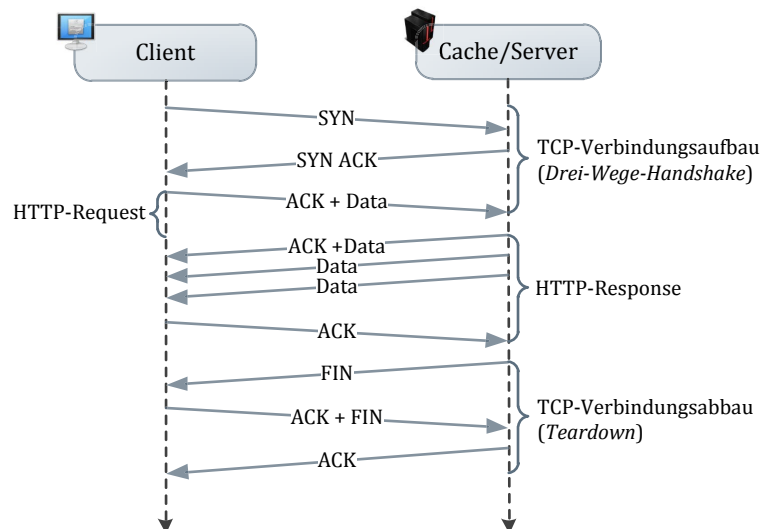 Client
Cache/Server
SYN
SYN ACK
TCP-Verbindungsaufbau
(Drei-Wege-Handshake)
HTTP-Request
ACK + Data
ACK +Data
Data
Data
HTTP-Response
ACK
FIN
ACK + FIN
TCP-Verbindungsabbau
(Teardown)
ACK